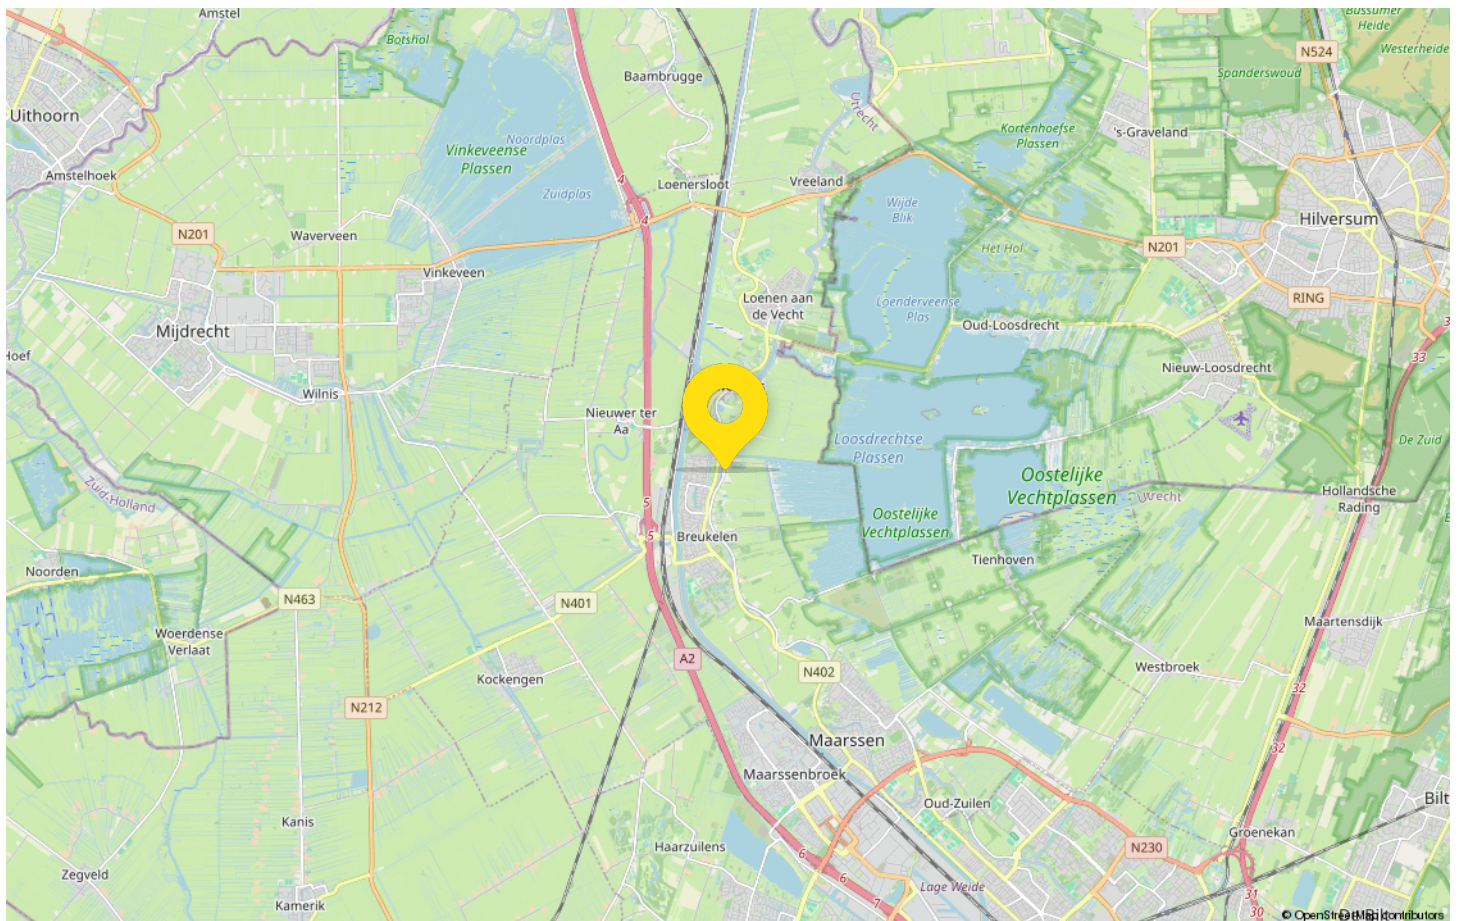 Amstel
Bussumer
Heide
Botshol
N524
Westerheide
Baambrugge
Spanderswoud
Uithoorn
Utrecht
Kortenhoefse
Plassen
's-Graveland
Noordplas
Vinkeveense
Plassen
Amstelhoek
4
Loenersloot
Vreeland
Zuidplas
Wijde
Blik
4
Hilversum
N201
Waverveen
Het Hol
N201
Vinkeveen
Loenen aan
de Vecht
RING
Loenderveense
Plas
Mijdrecht
Oud-Loosdrecht
3
Hoef
33
Nieuw-Loosdrecht
Wilnis
Nieuwer ter
Aa
Loosdrechtse
Plassen
De Zuid
Oostelijke
Vechtplassen
Zuid-Holland
Utrecht
Hollandsche
Rading
5
Oostelijke
Vechtplassen
5
Breukelen
Tienhoven
Noorden
N463
N401
Woerdense
Verlaat
Maartensdijk
A2
N402
Westbroek
Kockengen
32
N212
Maarssen
32
Maarssenbroek
Bilt
Oud-Zuilen
Kanis
Groenekan
Haarzuilens
N230
6
Zegveld
6
Lage Weide
31
7
Kamerik
30
© OpenStreetMap contributors